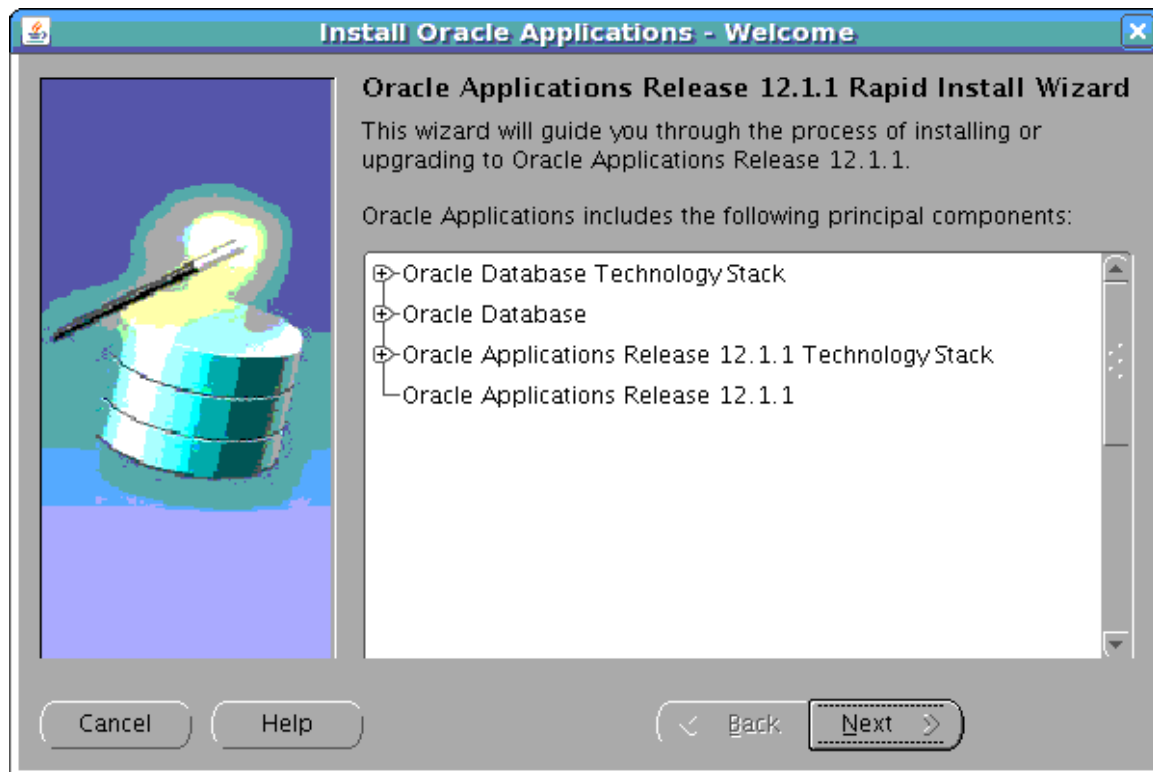 Install Oracle Applications - Welcome
Oracle Applications Release 12.1.1 Rapid Install Wizard
This wizard will guide you through the process of installing or
upgrading to Oracle Applications Release 12.1.1.
Oracle Applications includes the following principal components:
Oracle Database Technology Stack
Oracle Database
Oracle Applications Release 12.1.1 Technology Stack
Oracle Applications Release 12.1.1
Cancel Help Back Next